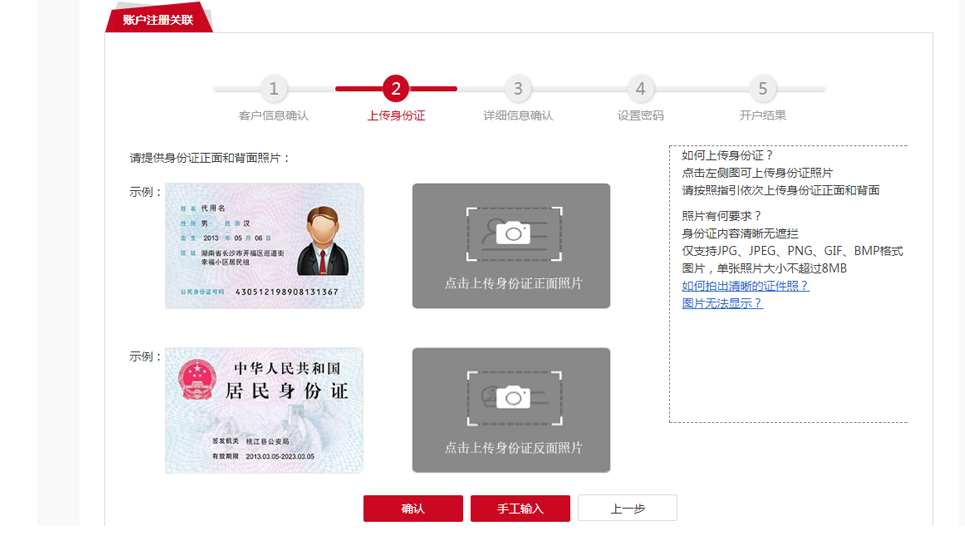 账户注册关联
1
2
3
4
5
客户信息确认
上传身份证
详细信息确认
设置密码
开户结果
请提供身份证正面和背面照片：
示例：
姓 名 代用名
性 别 男 民 族 汉
出 生 2013 年 05 月 06 日
住 址 湖南省长沙市开福区巡道街
幸福小区居民组
公民身份证号码 430512198908131367
点击上传身份证正面照片
示例：
中华人民共和国
居民身份证
签发机关 桃江县公安局
有效期限 2013.03.05-2023.03.05
点击上传身份证反面照片
如何上传身份证？
点击左侧图可上传身份证照片
请按照指引依次上传身份证正面和背面
照片有何要求？
身份证内容清晰无遮拦
仅支持JPG、JPEG、PNG、GIF、BMP格式
图片，单张照片大小不超过8MB
如何拍出清晰的证件照？
图片无法显示？
确认
手工输入
上一步